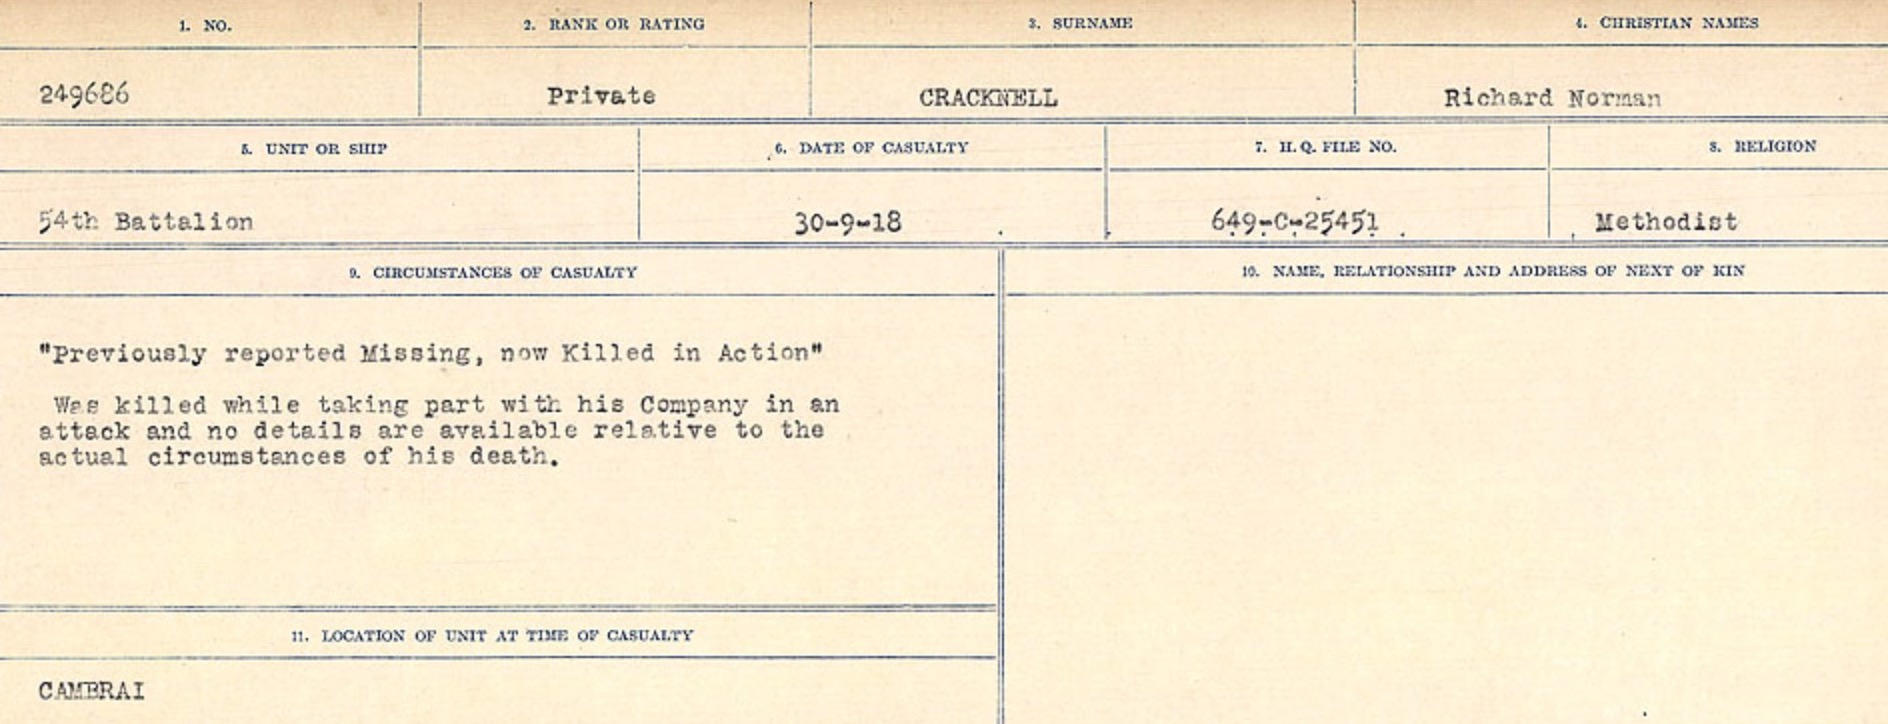 1. NO. 2. RANK OR RATING 3. SURNAME 4. CHRISTIAN NAMES
249686 Private CRACKNELL Richard Norman
5. UNIT OR SHIP 6. DATE OF CASUALTY 7. H.Q. FILE NO. 8. RELIGION
54th Battalion 30-9-18 649-C-25451 Methodist
9. CIRCUMSTANCES OF CASUALTY
"Previously reported Missing, now Killed in Action"
Was killed while taking part with his Company in an
attack and no details are available relative to the
actual circumstances of his death.
10. NAME, RELATIONSHIP AND ADDRESS OF NEXT OF KIN
11. LOCATION OF UNIT AT TIME OF CASUALTY
CAMBRAI